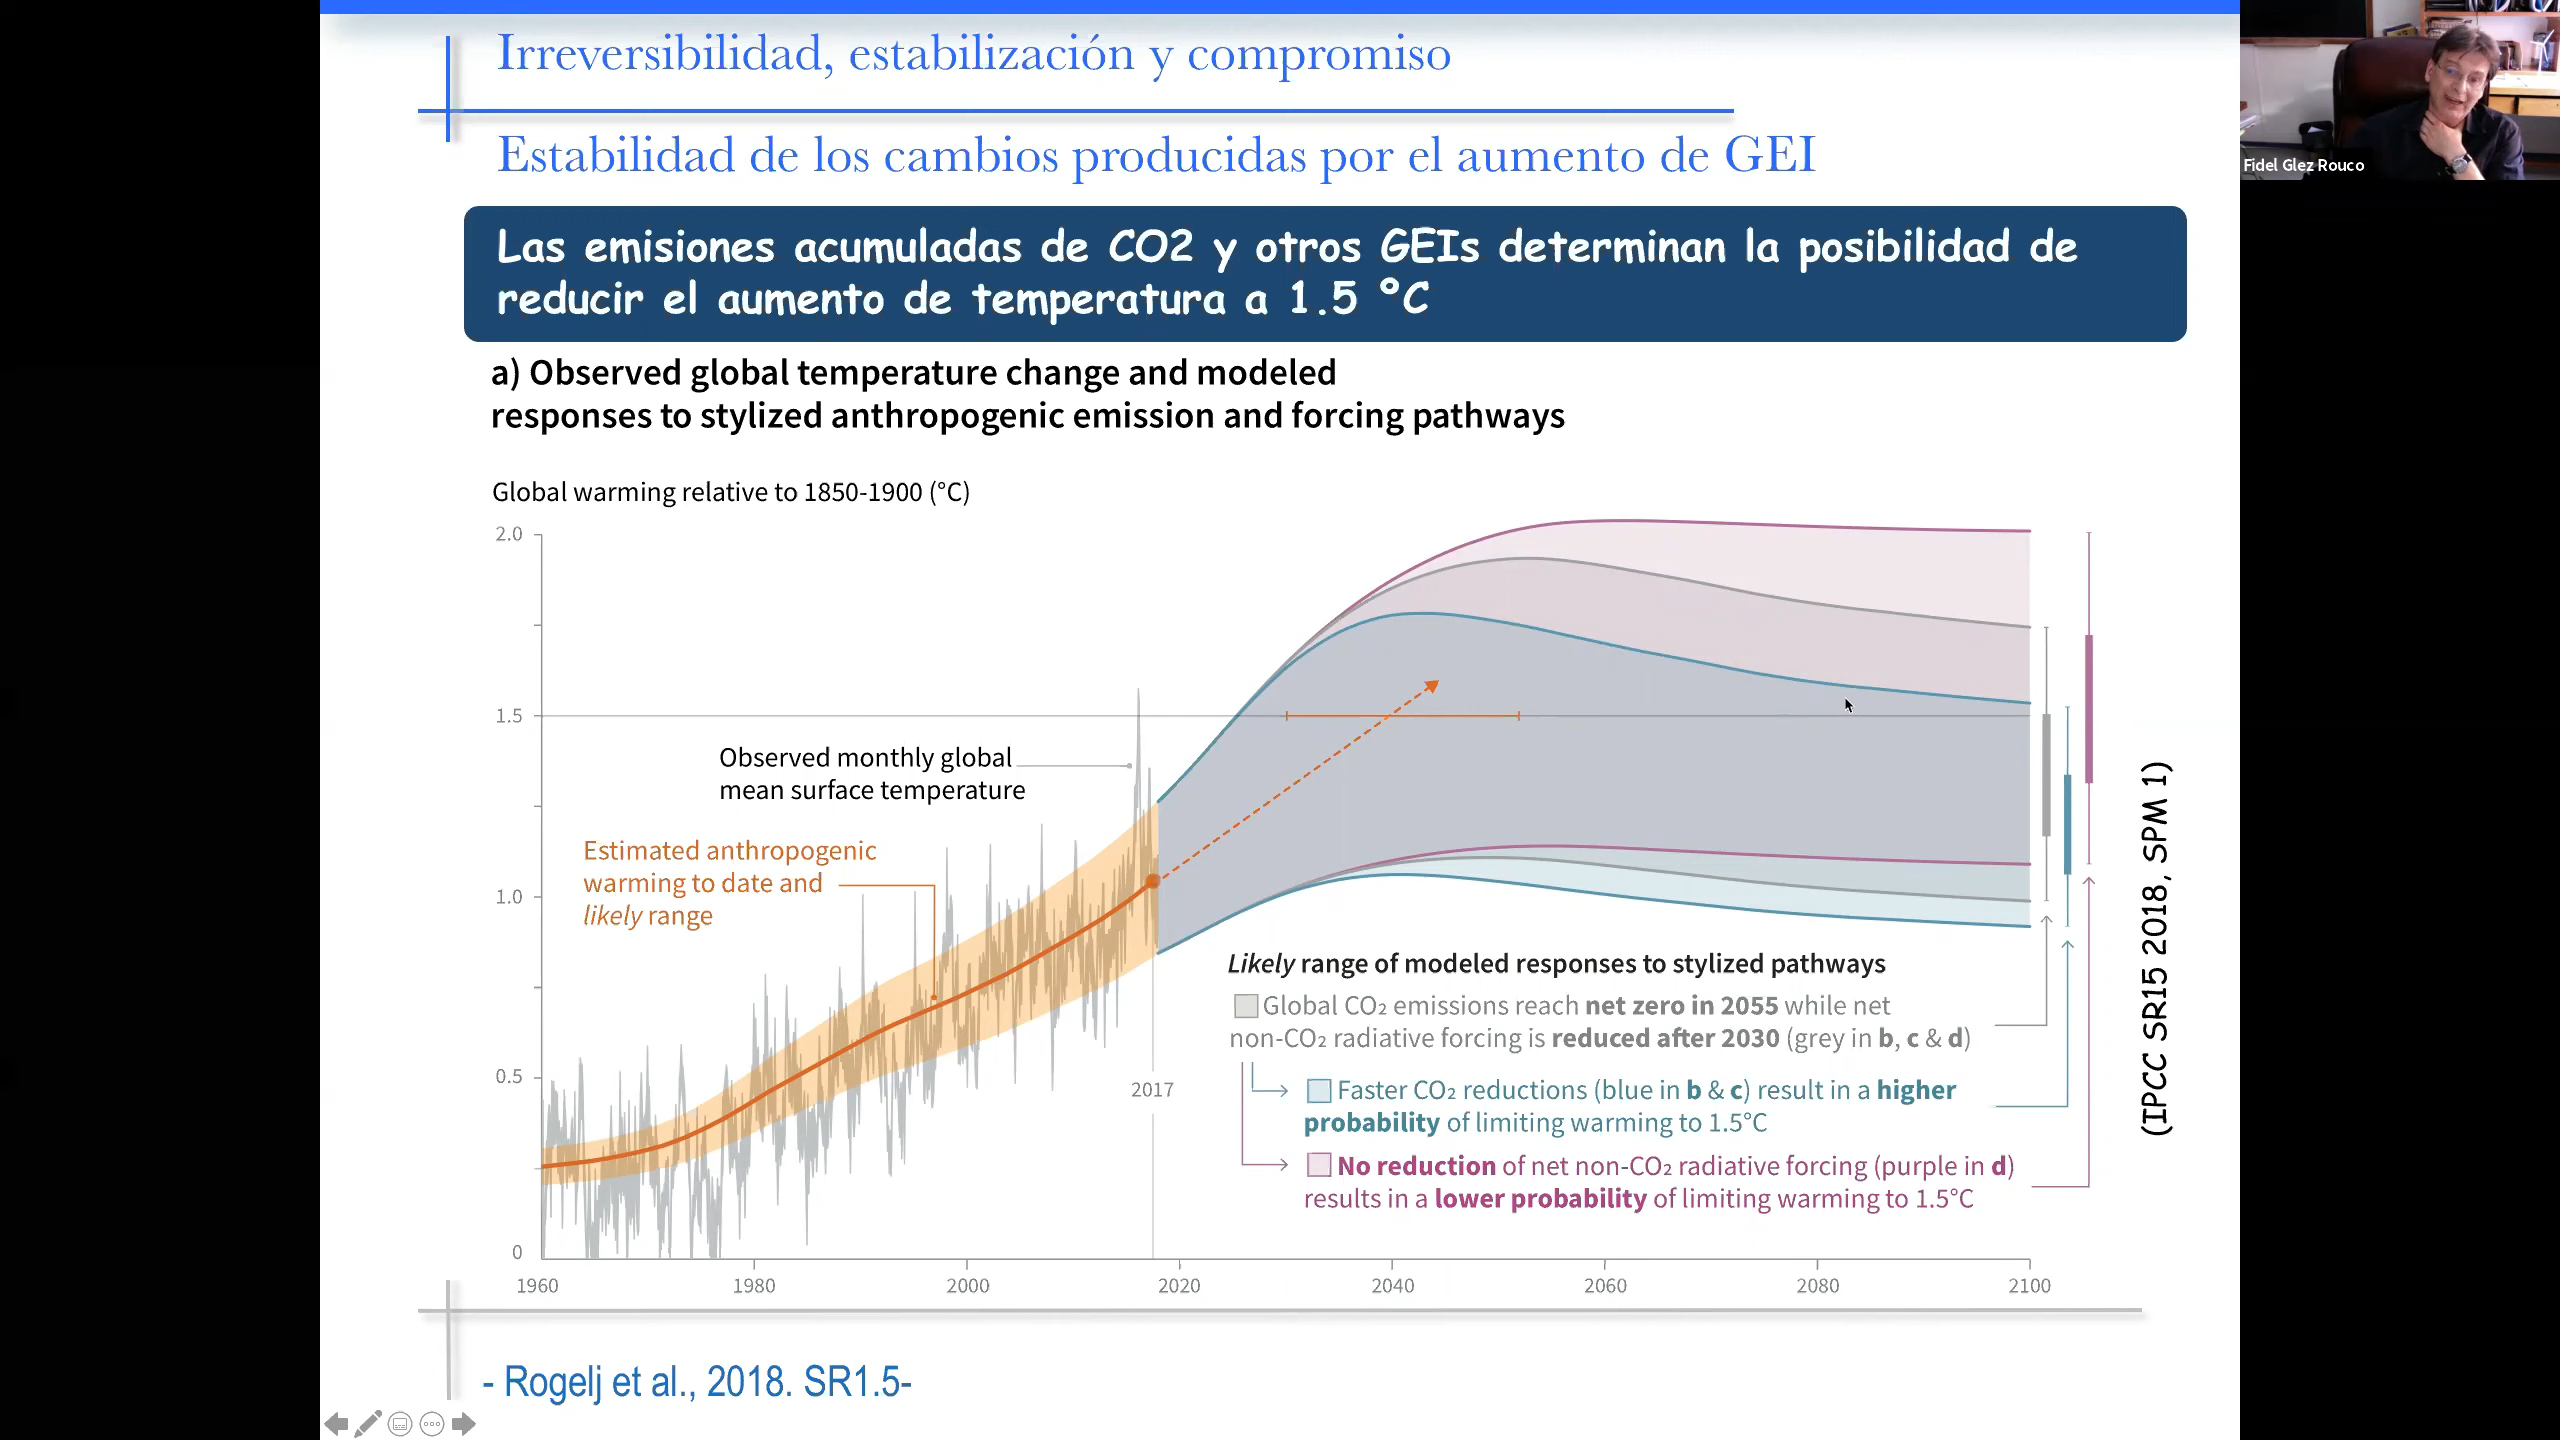 Irreversibilidad, estabilización y compromiso
Estabilidad de los cambios producidas por el aumento de GEI
Fidel Glez Rouco
Las emisiones acumuladas de CO2 y otros GEIs determinan la posibilidad de
reducir el aumento de temperatura a 1.5 ºC
a) Observed global temperature change and modeled
responses to stylized anthropogenic emission and forcing pathways
Global warming relative to 1850-1900 (°C)
2.0
1.5
1.0
0.5
0
Observed monthly global
mean surface temperature
Estimated anthropogenic
warming to date and
likely range
2017
Likely range of modeled responses to stylized pathways
Global CO₂ emissions reach net zero in 2055 while net
non-CO₂ radiative forcing is reduced after 2030 (grey in b, c & d)
Faster CO₂ reductions (blue in b & c) result in a higher
probability of limiting warming to 1.5°C
No reduction of net non-CO₂ radiative forcing (purple in d)
results in a lower probability of limiting warming to 1.5°C
1960 1980 2000 2020 2040 2060 2080 2100
(IPCC SR15 2018, SPM 1)
- Rogelj et al., 2018. SR1.5-